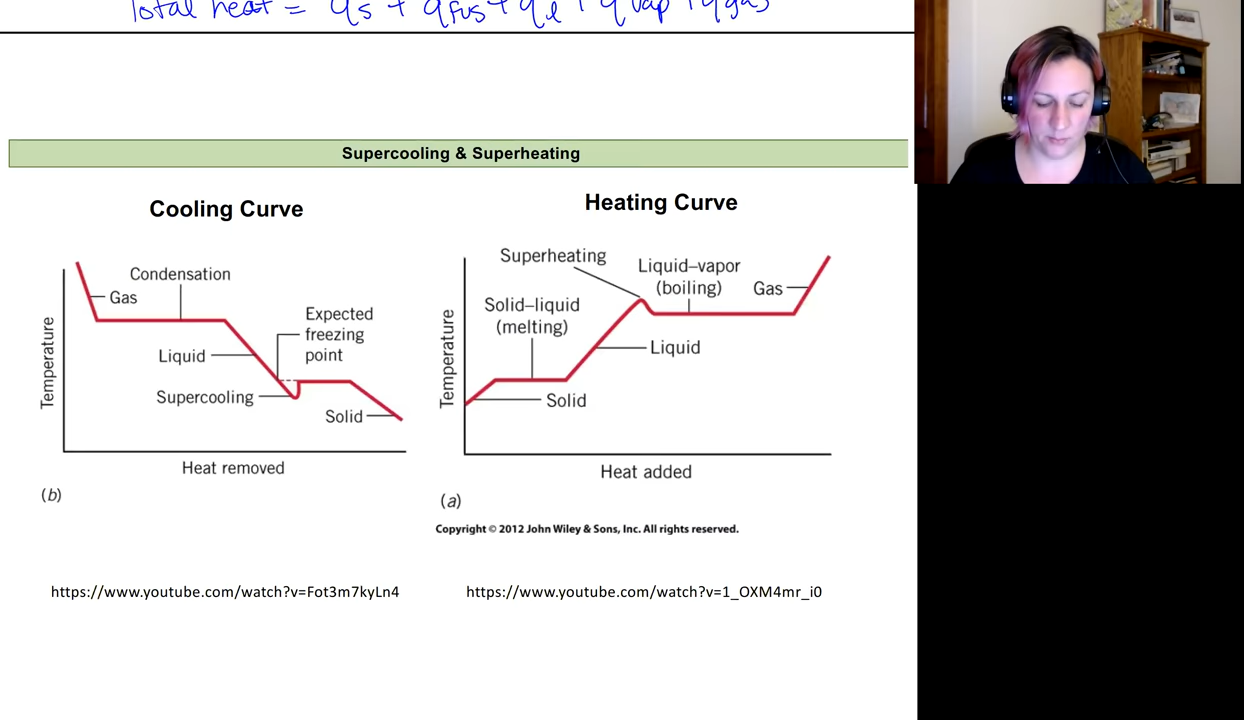 Total heat = qs + qfus + ql + qvap + qgas
Supercooling & Superheating
Cooling Curve
Condensation
Gas
Expected
freezing
point
Liquid
Supercooling
Solid
Temperature
Heat removed
(b)
Heating Curve
Superheating
Liquid–vapor
(boiling)
Gas
Solid–liquid
(melting)
Liquid
Solid
Temperature
Heat added
(a)
Copyright © 2012 John Wiley & Sons, Inc. All rights reserved.
https://www.youtube.com/watch?v=Fot3m7kyLn4
https://www.youtube.com/watch?v=1_OXM4mr_i0